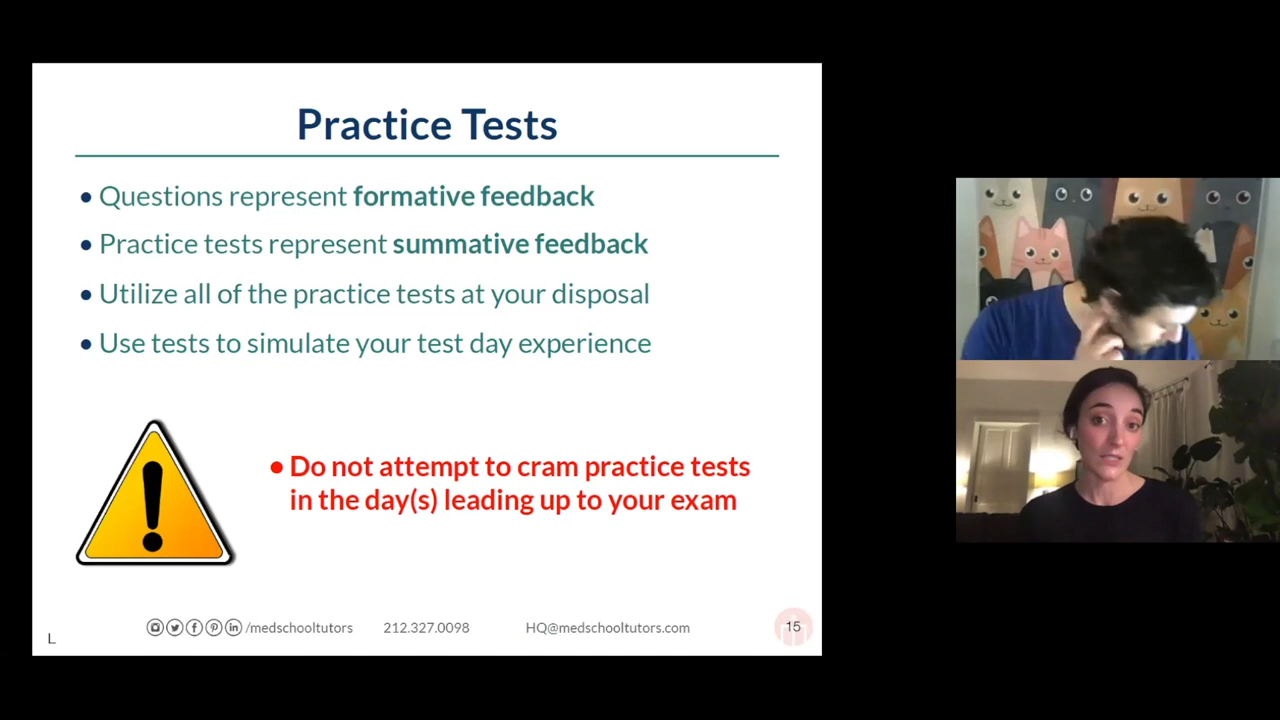 Practice Tests
• Questions represent formative feedback
• Practice tests represent summative feedback
• Utilize all of the practice tests at your disposal
• Use tests to simulate your test day experience
• Do not attempt to cram practice tests
in the day(s) leading up to your exam
/medschooltutors 212.327.0098 HQ@medschooltutors.com 15
L